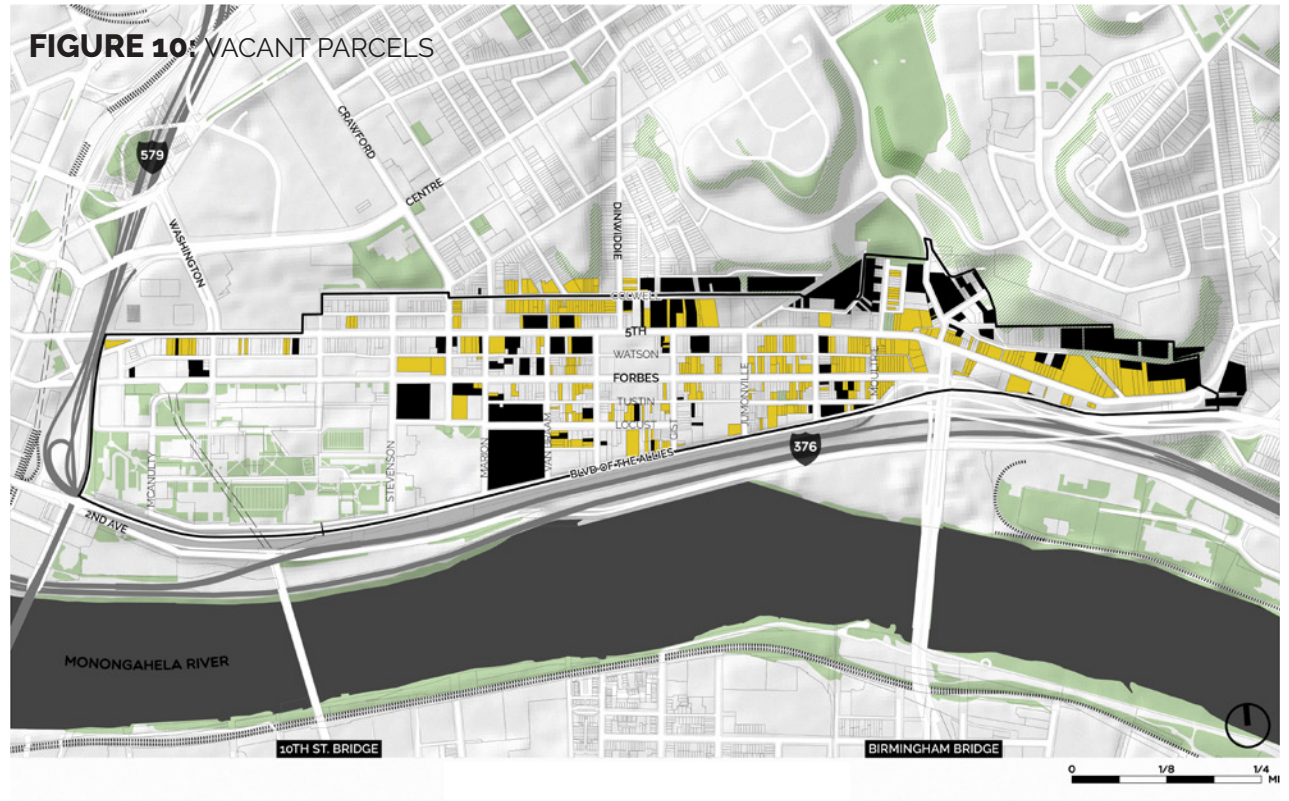 FIGURE 10: VACANT PARCELS
579
CRAWFORD
CENTRE
WASHINGTON
DINWIDDIE
COLWELL
5TH
WATSON
FORBES
TUSTIN
LOCUST
JUMONVILLE
MOULTRIE
GIST
VAN BRAAM
MARION
STEVENSON
MCANULTY
BLVD OF THE ALLIES
376
2ND AVE
MONONGAHELA RIVER
10TH ST. BRIDGE
BIRMINGHAM BRIDGE
0 1/8 1/4
MI